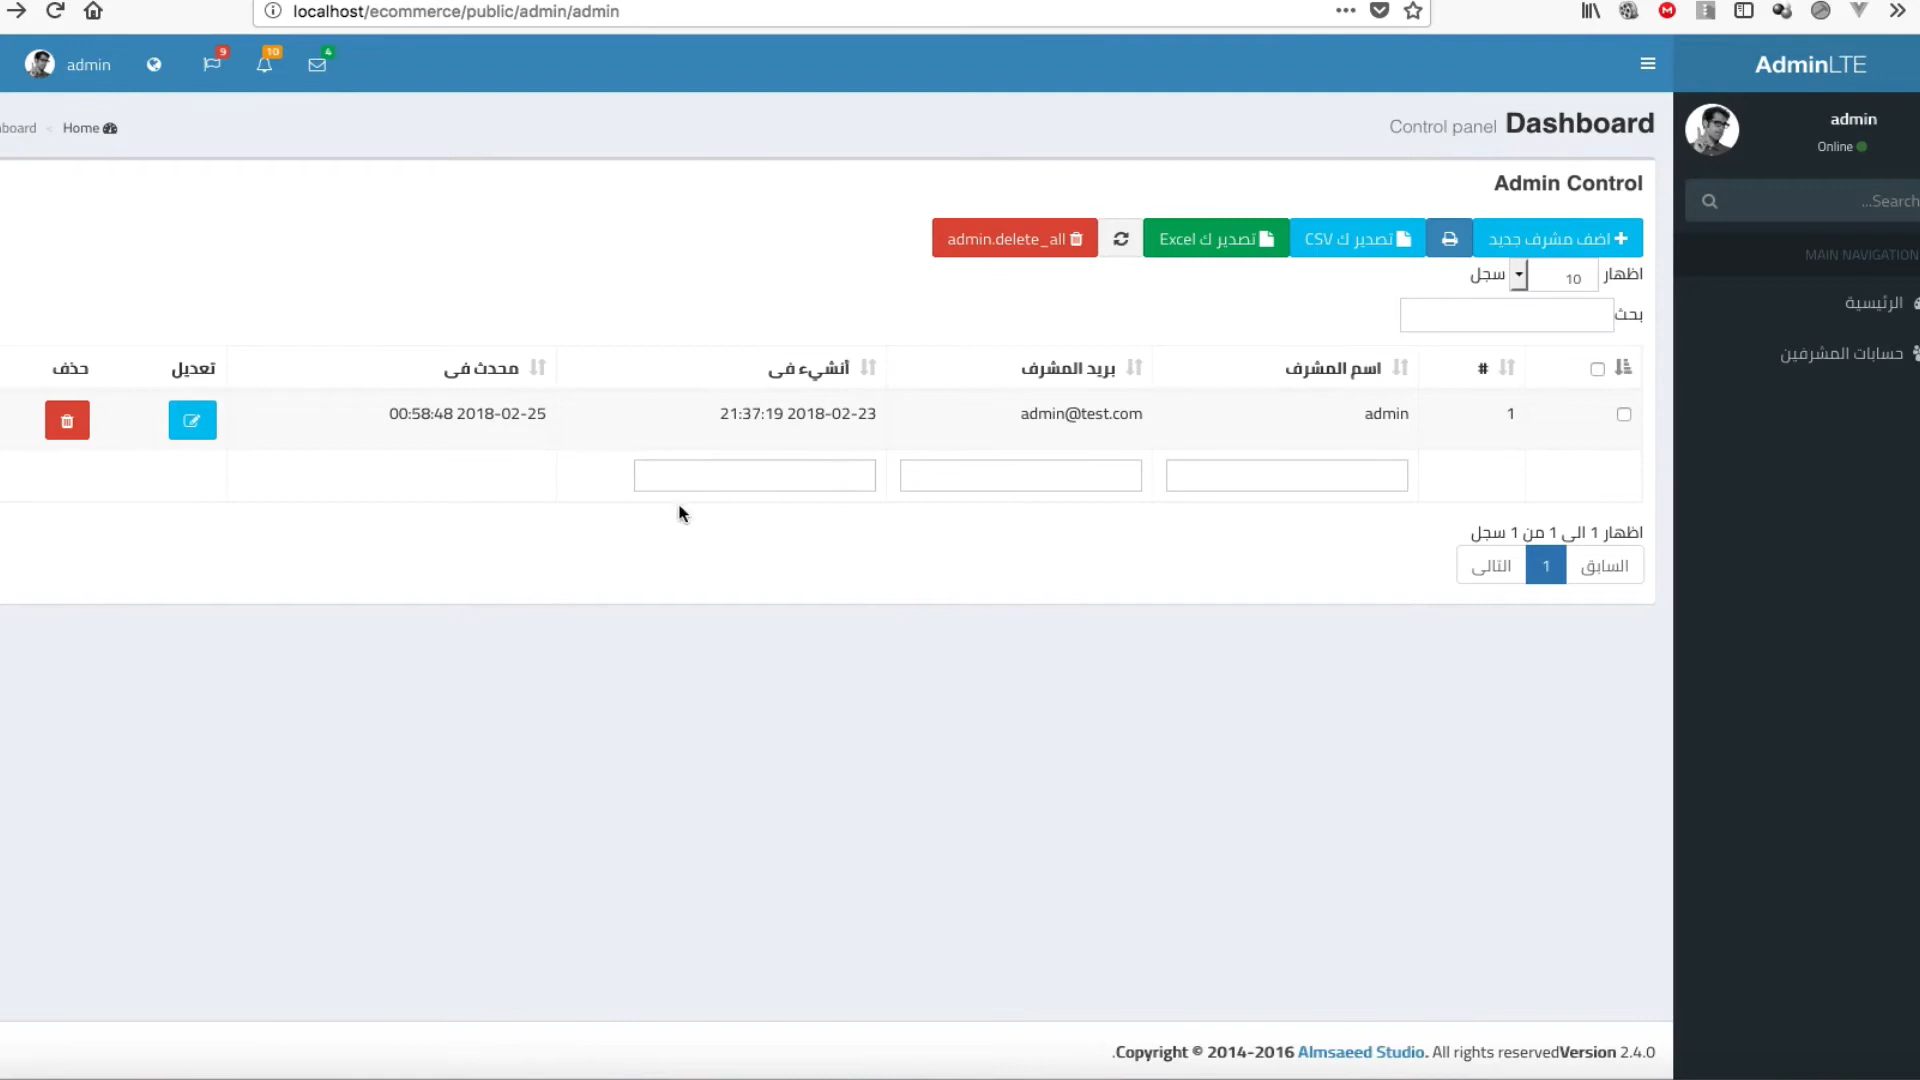 localhost/ecommerce/public/admin/admin
AdminLTE
admin
9
10
4
admin
Online
Search...
MAIN NAVIGATION
الرئيسية
حسابات المشرفين
Dashboard Control panel
Home >
Admin Control
اضف مشرف جديد
تصدير ك CSV
تصدير ك Excel
admin.delete_all
اظهار 10 سجل
بحث
# اسم المشرف بريد المشرف أنشيء فى محدث فى تعديل حذف
1 admin admin@test.com 2018-02-23 21:37:19 2018-02-25 00:58:48
اظهار 1 الى 1 من 1 سجل
السابق 1 التالى
.Copyright © 2014-2016 Almsaeed Studio. All rights reservedVersion 2.4.0